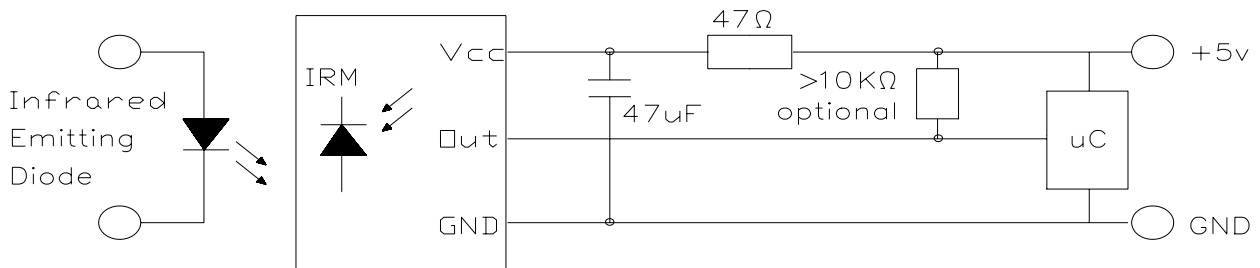 Infrared
Emitting
Diode
IRM
Vcc
Out
GND
47Ω
47uF
>10KΩ
optional
uC
+5v
GND